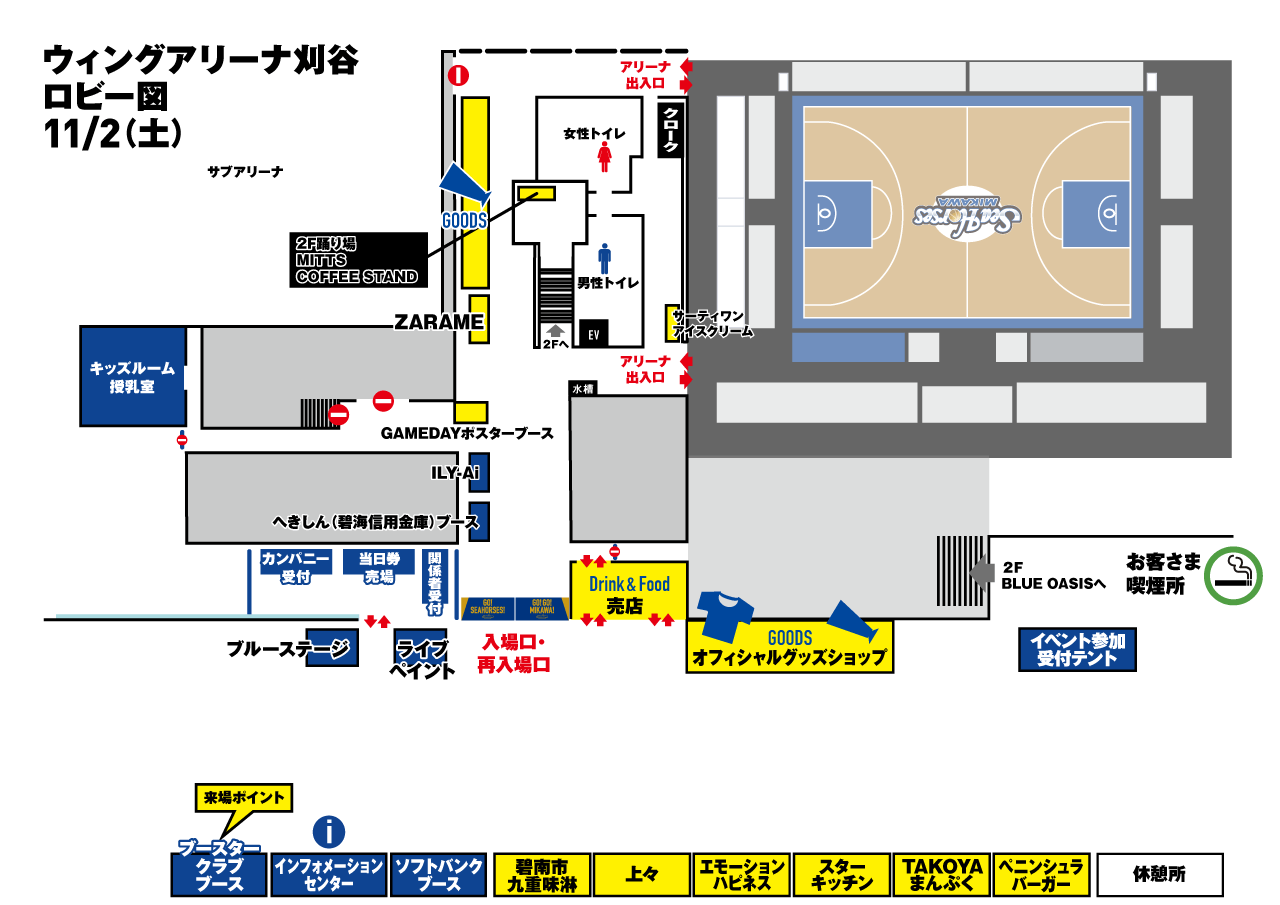 ウィングアリーナ刈谷
ロビー図
11/2(土)
サブアリーナ
アリーナ
出入口
クローク
女性トイレ
GOODS
2F踊り場
MITTS
COFFEE STAND
男性トイレ
ZARAME
EV
2Fへ
サーティワン
アイスクリーム
アリーナ
出入口
SeaHorses
MIKAWA
キッズルーム
授乳室
水槽
GAMEDAYポスターブース
ILY-Ai
へきしん(碧海信用金庫)ブース
カンパニー
受付
当日券
売場
関係者受付
GO!
SEAHORSES!
GO! GO!
MIKAWA!
Drink & Food
売店
2F
BLUE OASISへ
お客さま
喫煙所
ブルーステージ
ライブ
ペイント
入場口・
再入場口
GOODS
オフィシャルグッズショップ
イベント参加
受付テント
来場ポイント
i
ブースター
クラブ
ブース
インフォメーション
センター
ソフトバンク
ブース
碧南市
九重味淋
上々
エモーション
ハピネス
スター
キッチン
TAKOYA
まんぷく
ペニンシュラ
バーガー
休憩所